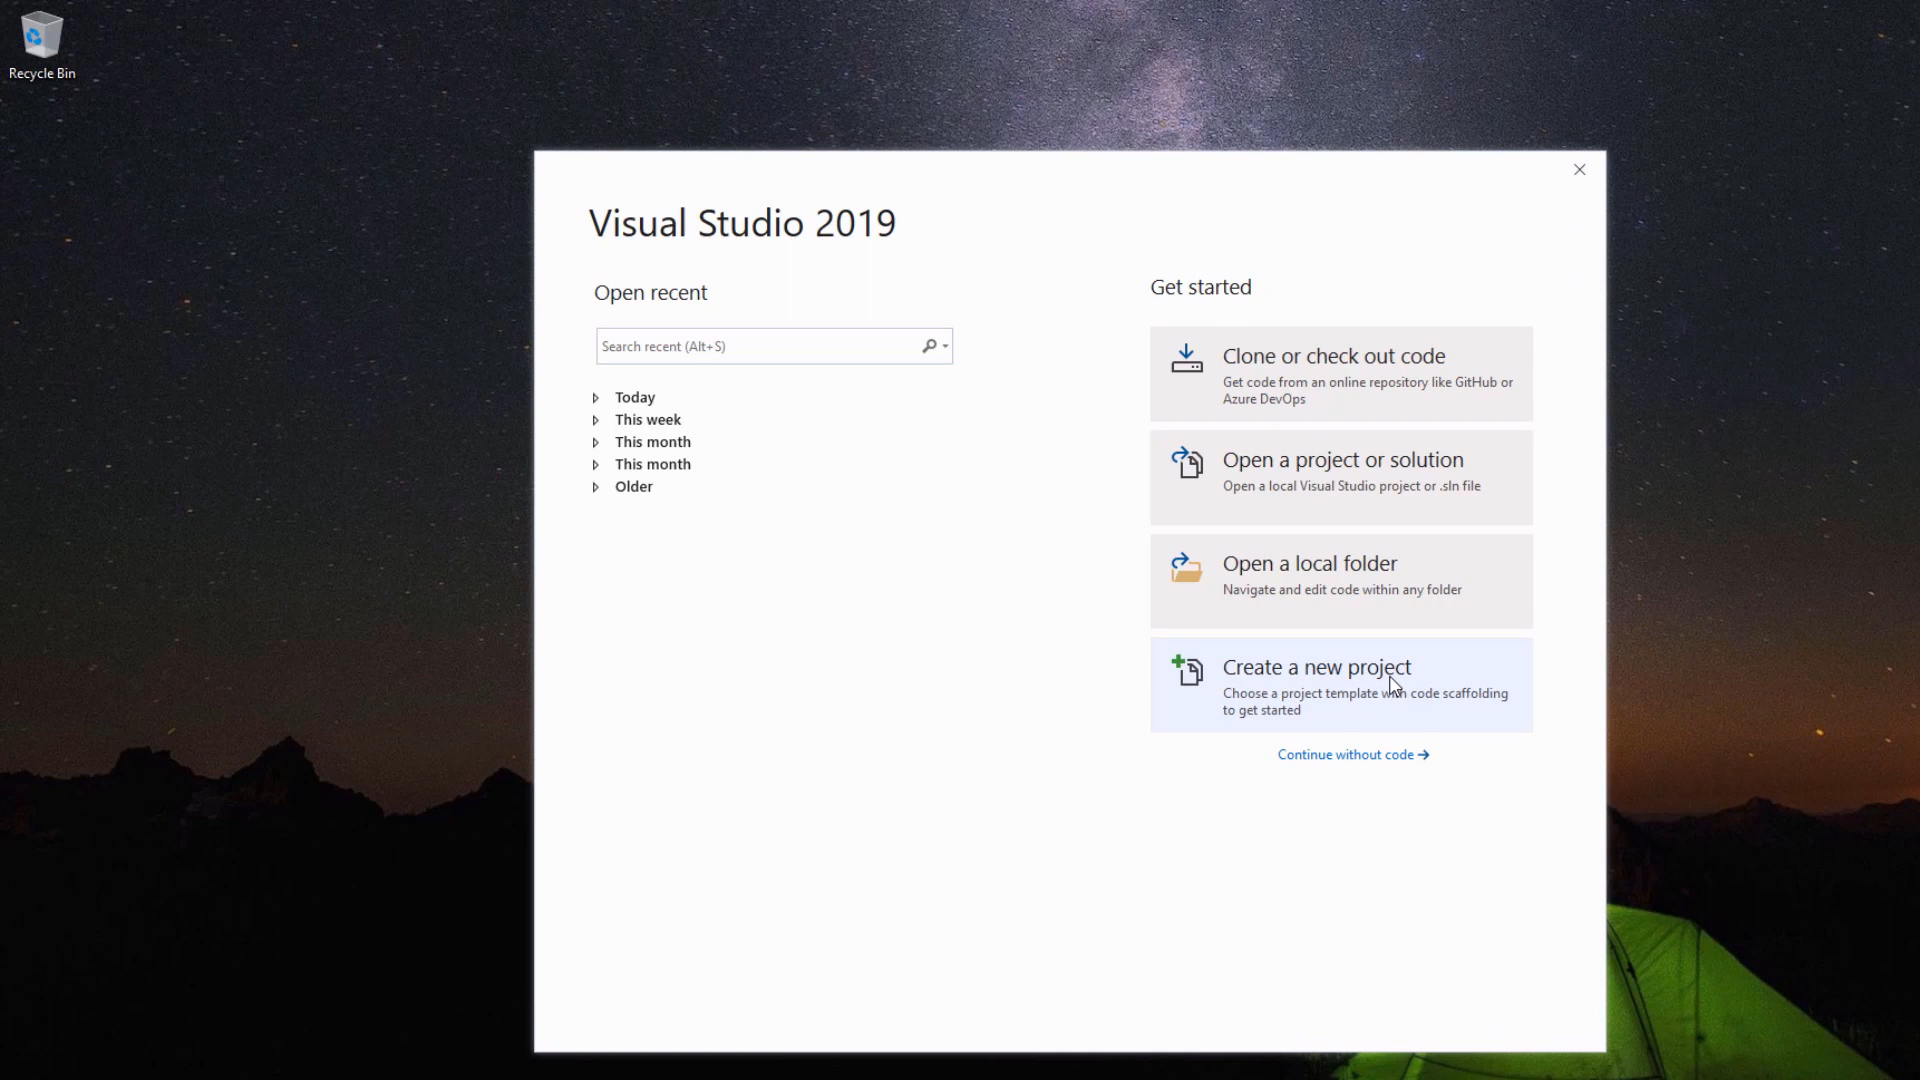 Recycle Bin
Visual Studio 2019
Open recent
Search recent (Alt+S)
Today
This week
This month
This month
Older
Get started
Clone or check out code
Get code from an online repository like GitHub or
Azure DevOps
Open a project or solution
Open a local Visual Studio project or .sln file
Open a local folder
Navigate and edit code within any folder
Create a new project
Choose a project template with code scaffolding
to get started
Continue without code →